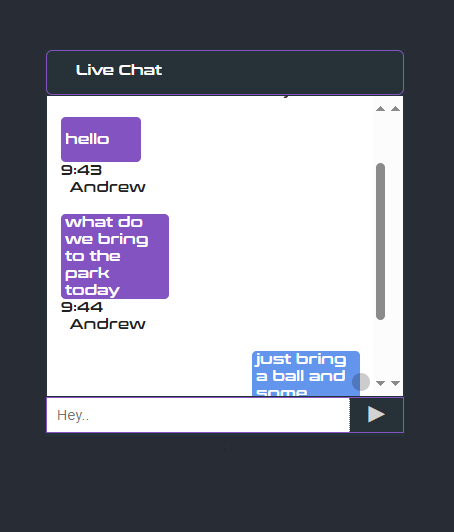 Live Chat
hello
9:43
Andrew
what do
we bring
to the
park
today
9:44
Andrew
just bring
a ball and
some
Hey..